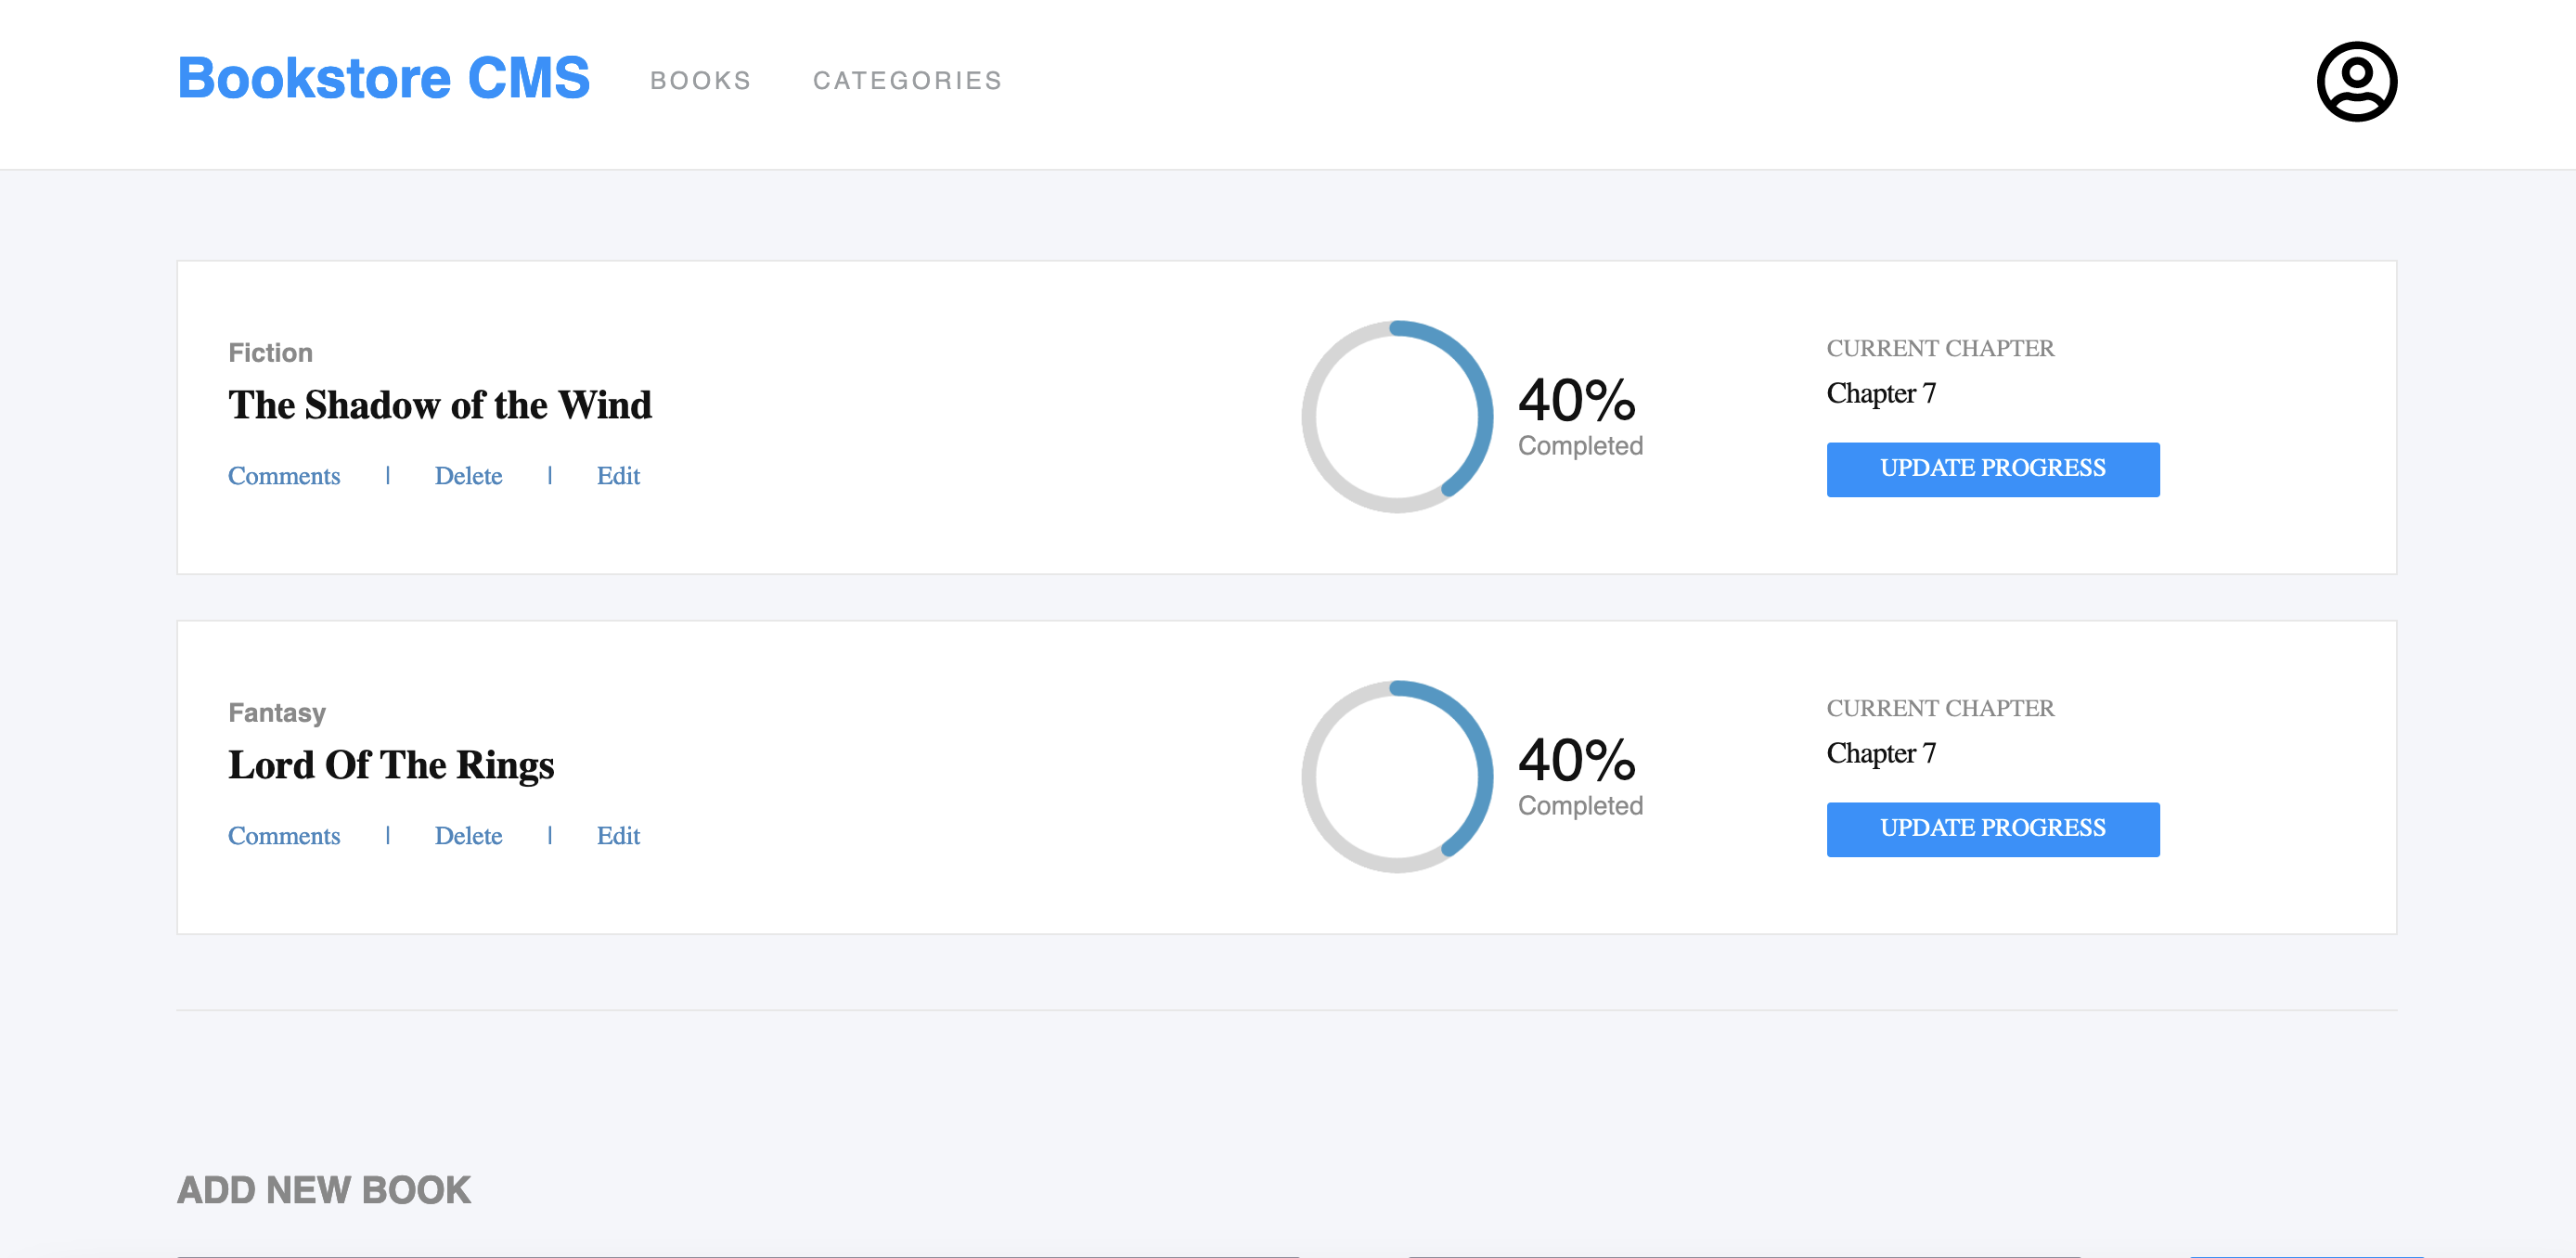 Bookstore CMS BOOKS CATEGORIES
Fiction
The Shadow of the Wind
Comments | Delete | Edit
40%
Completed
CURRENT CHAPTER
Chapter 7
UPDATE PROGRESS
Fantasy
Lord Of The Rings
Comments | Delete | Edit
40%
Completed
CURRENT CHAPTER
Chapter 7
UPDATE PROGRESS
ADD NEW BOOK